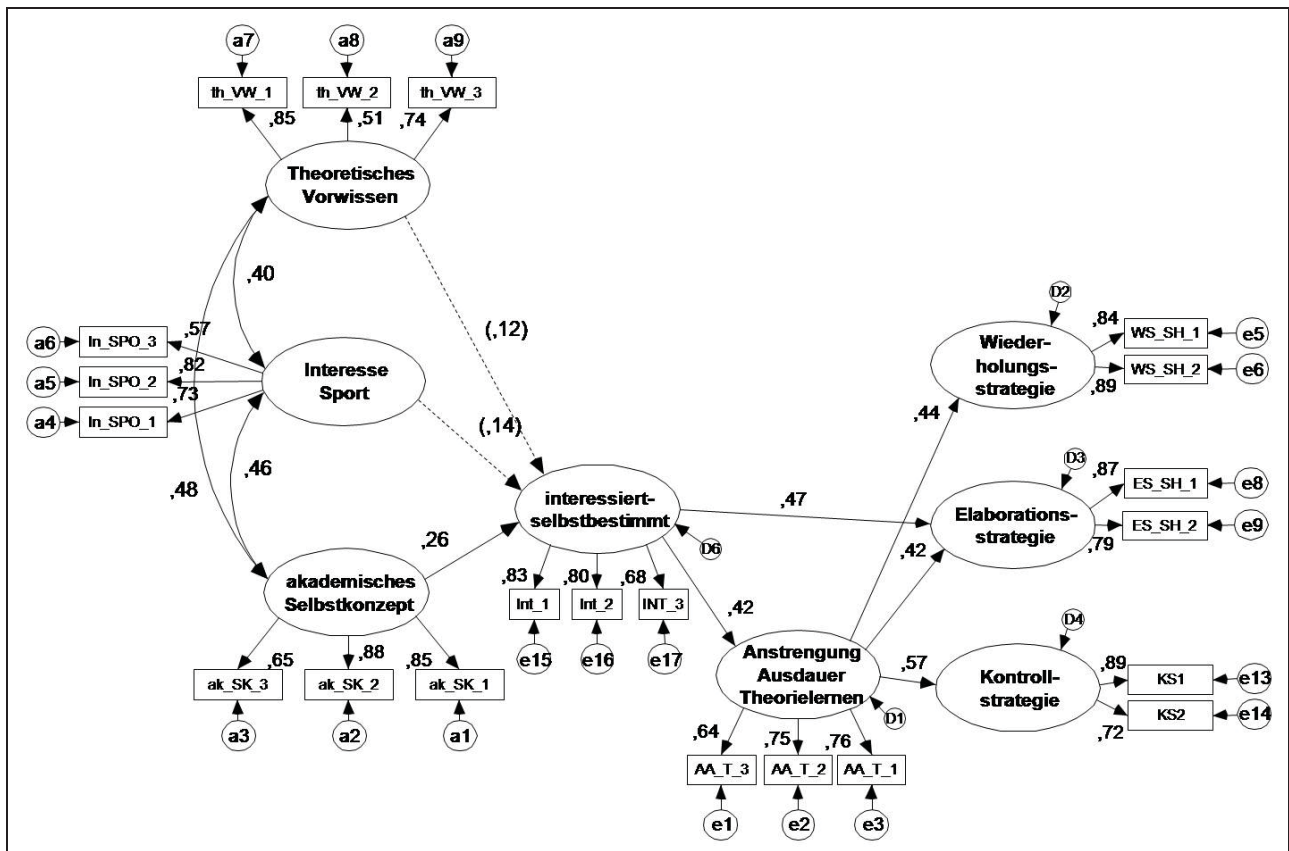 a7 a8 a9
th_VW_1 th_VW_2 th_VW_3
,85 ,51 ,74
Theoretisches
Vorwissen
,40
(,12)
a6 In_SPO_3 ,57
a5 In_SPO_2 ,82
a4 In_SPO_1 ,73
Interesse
Sport
(,14)
,46
,48
akademisches
Selbstkonzept
,26
,65 ,88 ,85
ak_SK_3 ak_SK_2 ak_SK_1
a3 a2 a1
interessiert-
selbstbestimmt
D6
,83 ,80 ,68
Int_1 Int_2 INT_3
e15 e16 e17
,47
,42
Anstrengung
Ausdauer
Theorielernen
D1
,64 ,75 ,76
AA_T_3 AA_T_2 AA_T_1
e1 e2 e3
,44
,42
,57
D2
Wieder-
holungs-
strategie
,84 WS_SH_1 e5
,89 WS_SH_2 e6
D3
Elaborations-
strategie
,87 ES_SH_1 e8
,79 ES_SH_2 e9
D4
Kontroll-
strategie
,89 KS1 e13
,72 KS2 e14